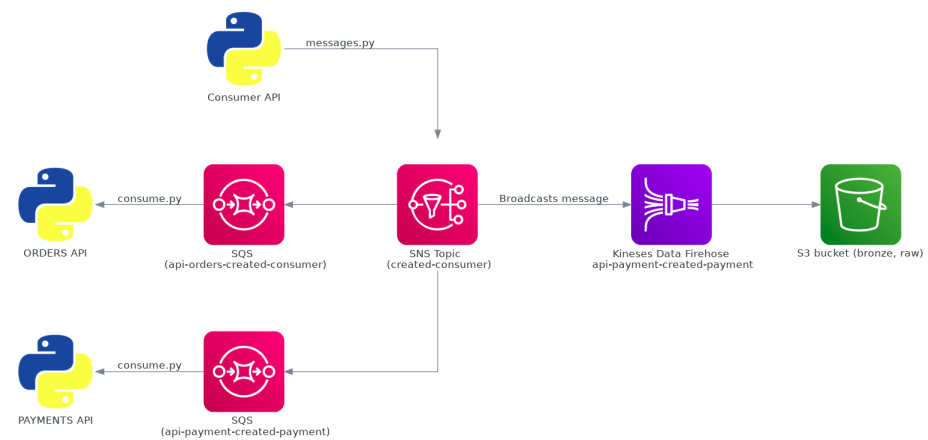 messages.py
Consumer API
consume.py
Broadcasts message
ORDERS API
SQS
(api-orders-created-consumer)
SNS Topic
(created-consumer)
Kineses Data Firehose
api-payment-created-payment
S3 bucket (bronze, raw)
consume.py
PAYMENTS API
SQS
(api-payment-created-payment)